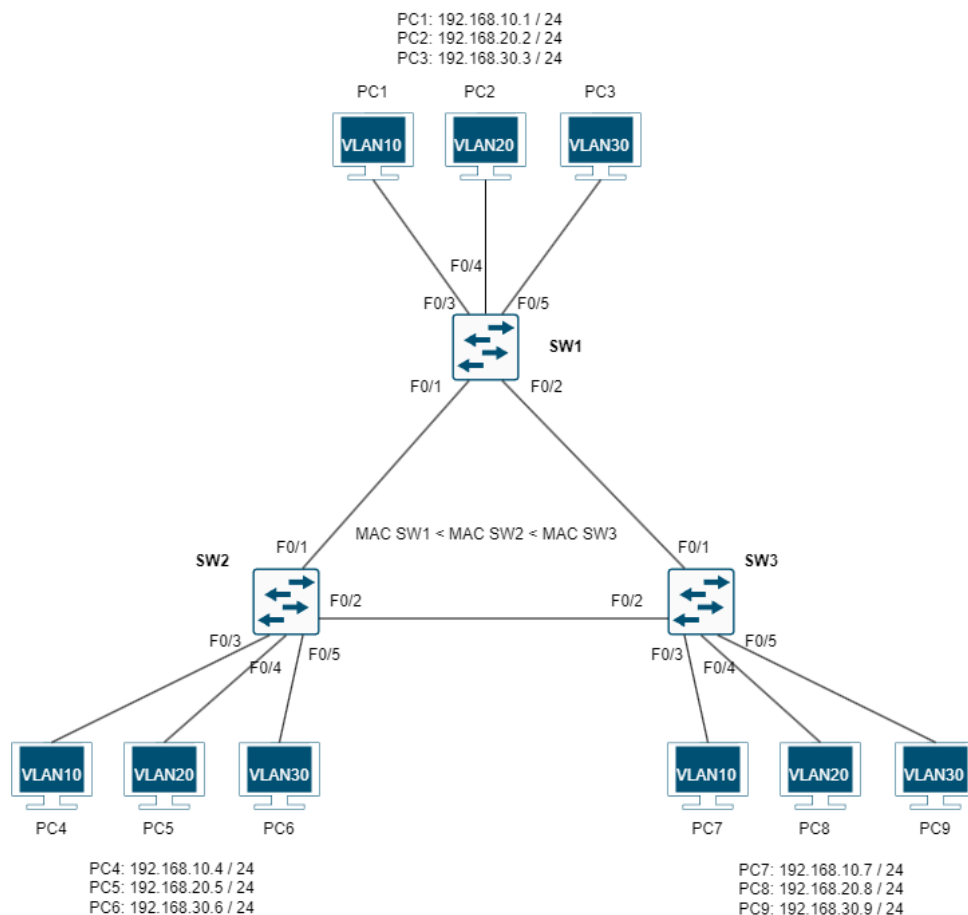 PC1: 192.168.10.1 / 24
PC2: 192.168.20.2 / 24
PC3: 192.168.30.3 / 24
PC1
PC2
PC3
VLAN10
VLAN20
VLAN30
F0/4
F0/3
F0/5
SW1
F0/1
F0/2
MAC SW1 < MAC SW2 < MAC SW3
F0/1
SW2
F0/2
F0/3
F0/4
F0/5
F0/1
SW3
F0/2
F0/3
F0/4
F0/5
VLAN10
VLAN20
VLAN30
PC4
PC5
PC6
VLAN10
VLAN20
VLAN30
PC7
PC8
PC9
PC4: 192.168.10.4 / 24
PC5: 192.168.20.5 / 24
PC6: 192.168.30.6 / 24
PC7: 192.168.10.7 / 24
PC8: 192.168.20.8 / 24
PC9: 192.168.30.9 / 24